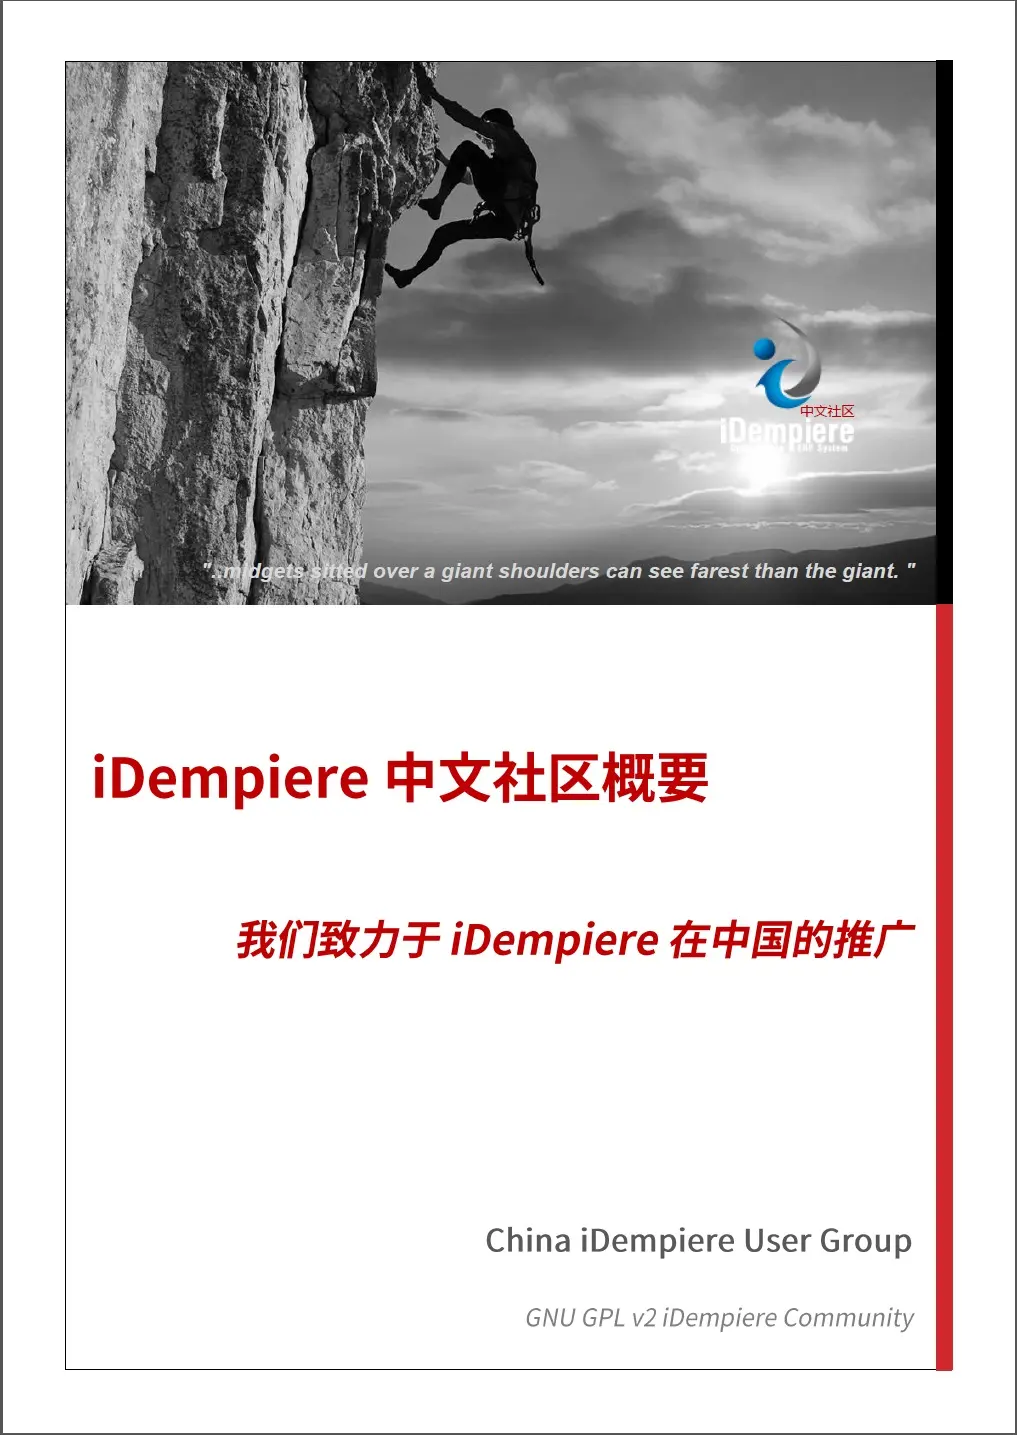 中文社区
iDempiere
"..midgets sitted over a giant shoulders can see farest than the giant. "
iDempiere 中文社区概要
我们致力于 iDempiere 在中国的推广
China iDempiere User Group
GNU GPL v2 iDempiere Community